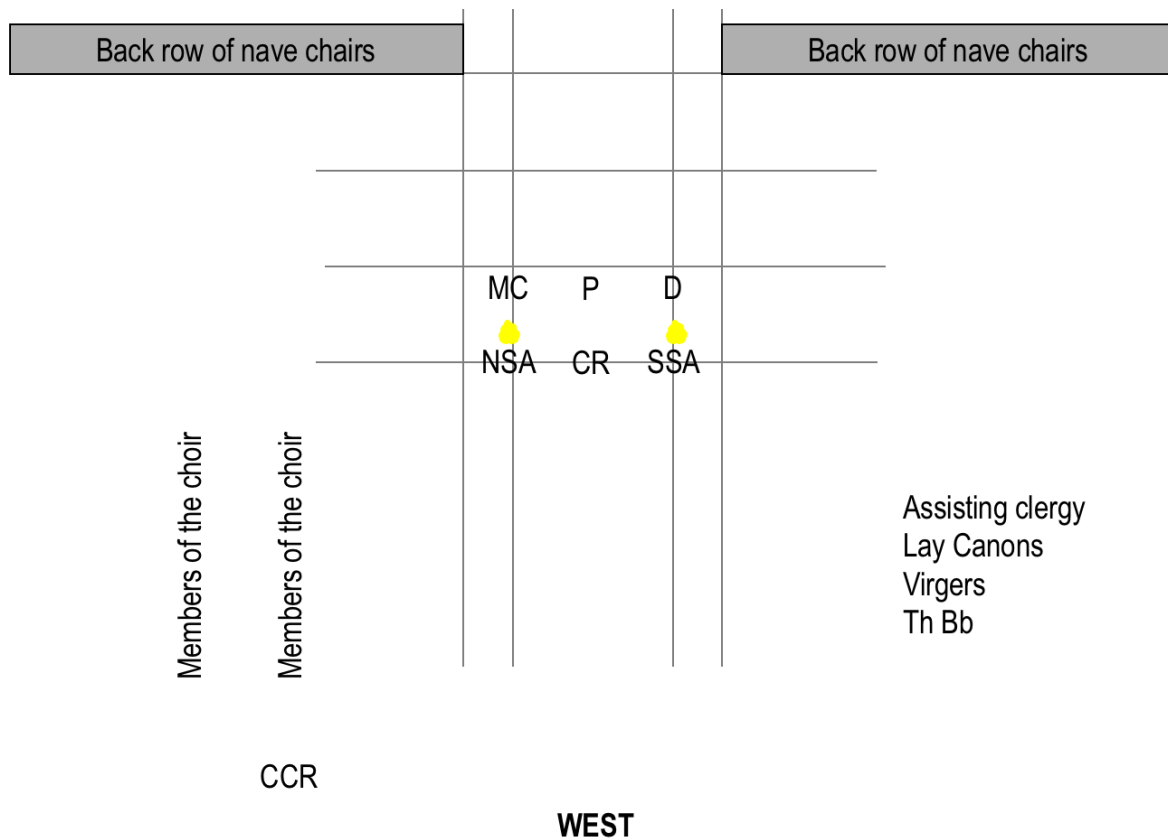 Back row of nave chairs
Back row of nave chairs
MC P D
NSA CR SSA
Members of the choir
Members of the choir
Assisting clergy
Lay Canons
Virgers
Th Bb
CCR
WEST